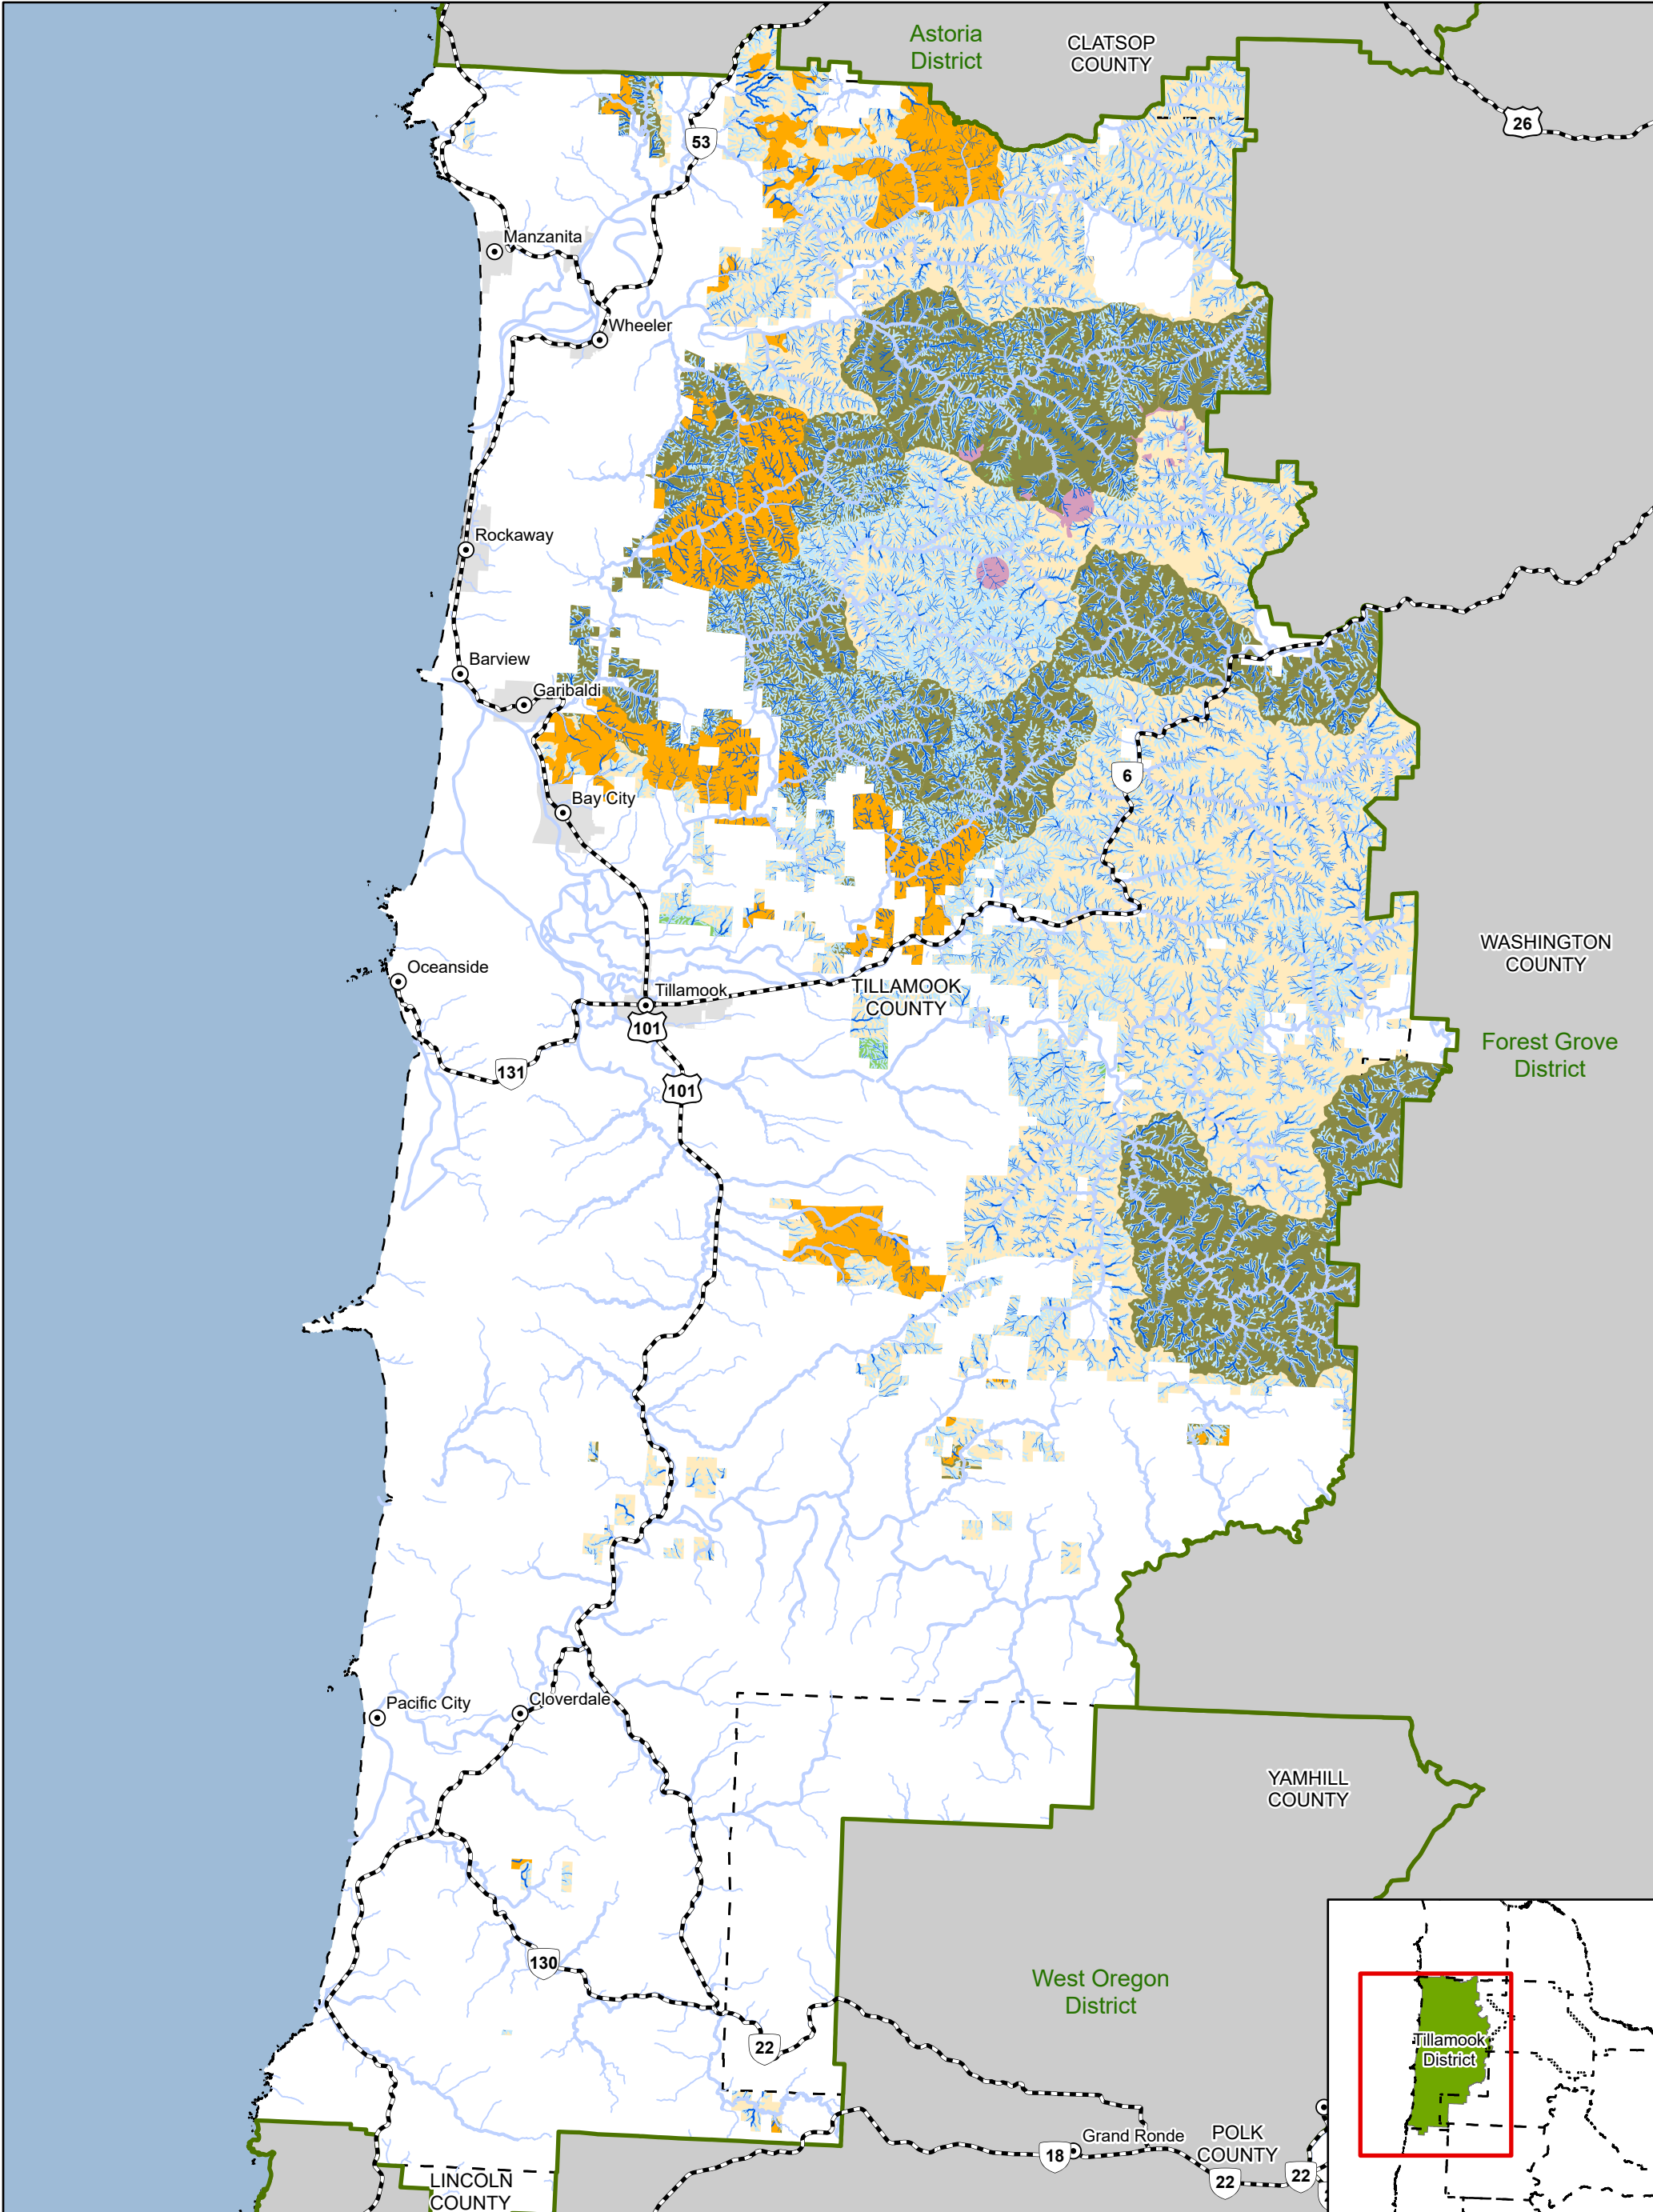 Astoria
District
CLATSOP
COUNTY
26
53
Manzanita
Wheeler
Rockaway
Barview
Garibaldi
6
Bay City
WASHINGTON
COUNTY
Oceanside
Tillamook
TILLAMOOK
COUNTY
101
Forest Grove
District
131
101
Pacific City
Cloverdale
YAMHILL
COUNTY
130
West Oregon
District
22
Tillamook
District
Grand Ronde
POLK
COUNTY
18
22
22
LINCOLN
COUNTY